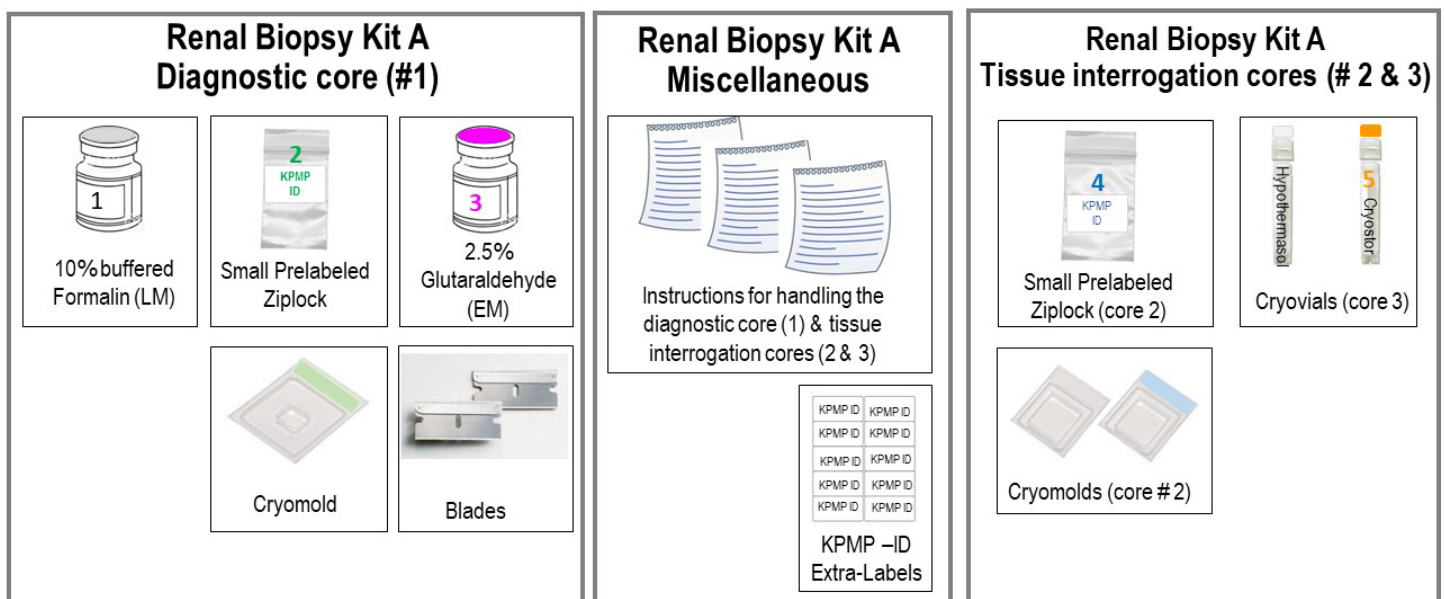 Renal Biopsy Kit A
Diagnostic core (#1)
1
10% buffered
Formalin (LM)
2
KPMP
ID
Small Prelabeled
Ziplock
3
2.5%
Glutaraldehyde
(EM)
Cryomold
Blades
Renal Biopsy Kit A
Miscellaneous
Instructions for handling the
diagnostic core (1) & tissue
interrogation cores (2 & 3)
KPMP ID KPMP ID
KPMP ID KPMP ID
KPMP ID KPMP ID
KPMP ID KPMP ID
KPMP ID KPMP ID
KPMP –ID
Extra-Labels
Renal Biopsy Kit A
Tissue interrogation cores (# 2 & 3)
4
KPMP
ID
Small Prelabeled
Ziplock (core 2)
Hypothermasol
5
Cryostor
Cryovials (core 3)
Cryomolds (core # 2)